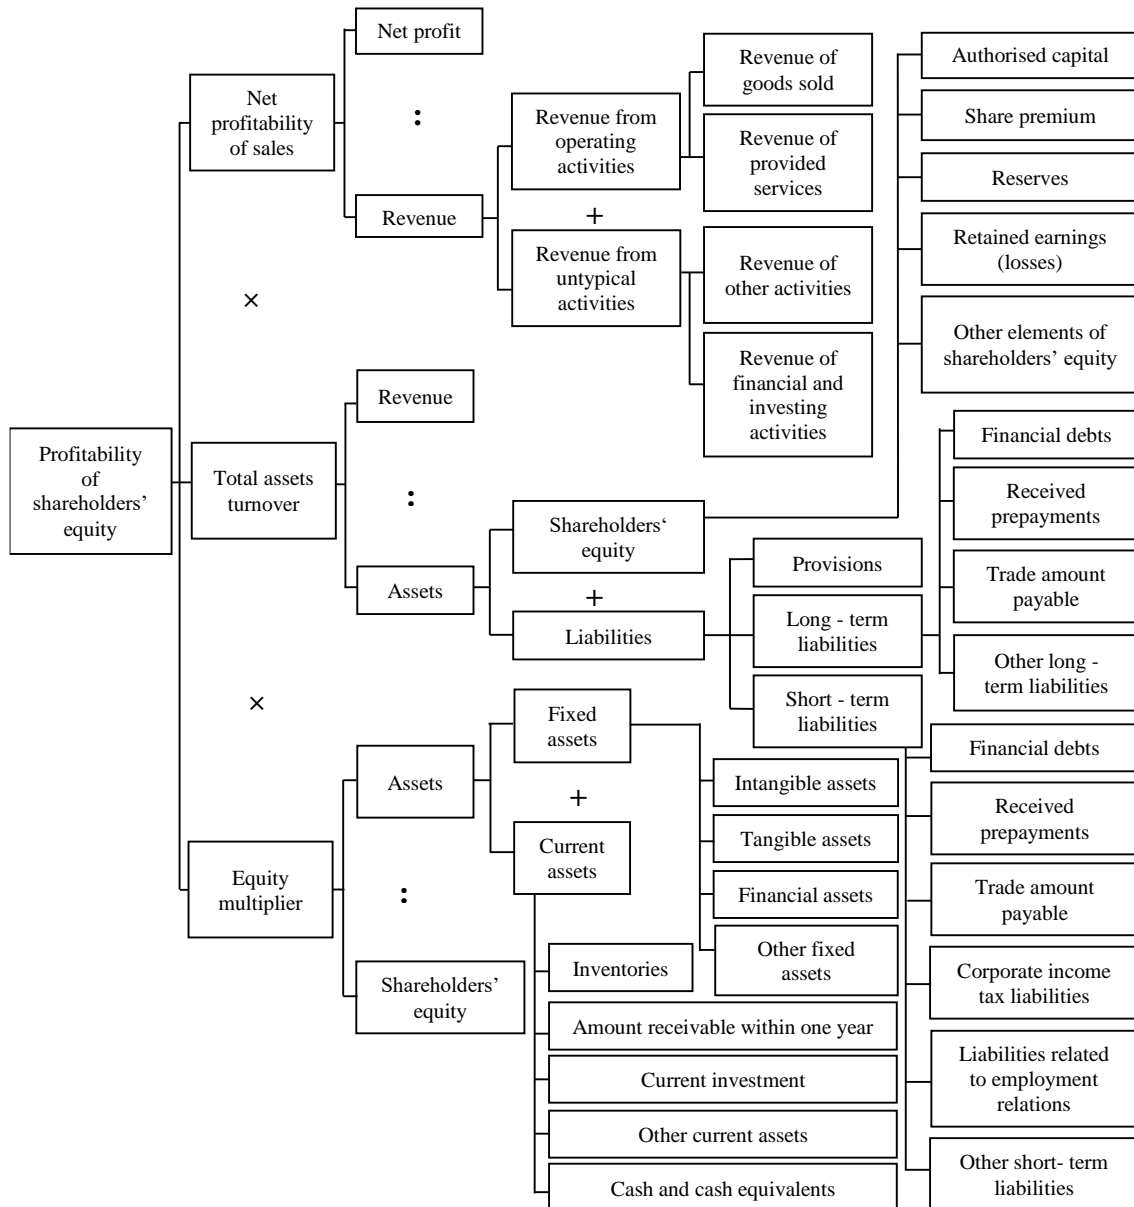 Net profit
Net
profitability
of sales
:
Revenue
Revenue from
operating
activities
+
Revenue from
untypical
activities
Revenue of
goods sold
Revenue of
provided
services
Revenue of
other activities
Revenue of
financial and
investing
activities
Authorised capital
Share premium
Reserves
Retained earnings
(losses)
Other elements of
shareholders’ equity
×
Profitability
of
shareholders’
equity
Total assets
turnover
Revenue
:
Assets
Shareholders‘
equity
+
Liabilities
Provisions
Long - term
liabilities
Short - term
liabilities
Financial debts
Received
prepayments
Trade amount
payable
Other long -
term liabilities
×
Equity
multiplier
Assets
:
Shareholders’
equity
Fixed
assets
+
Current
assets
Intangible assets
Tangible assets
Financial assets
Other fixed
assets
Inventories
Amount receivable within one year
Current investment
Other current assets
Cash and cash equivalents
Financial debts
Received
prepayments
Trade amount
payable
Corporate income
tax liabilities
Liabilities related
to employment
relations
Other short- term
liabilities